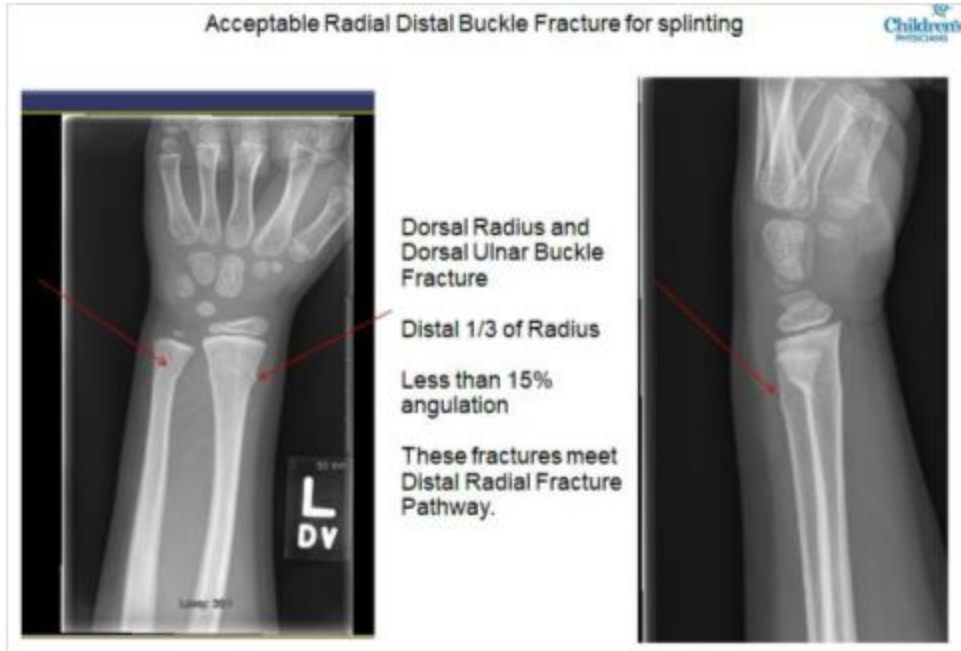 Acceptable Radial Distal Buckle Fracture for splinting
Children's
PHYSICIANS
Dorsal Radius and
Dorsal Ulnar Buckle
Fracture
Distal 1/3 of Radius
Less than 15%
angulation
These fractures meet
Distal Radial Fracture
Pathway.
L
DV